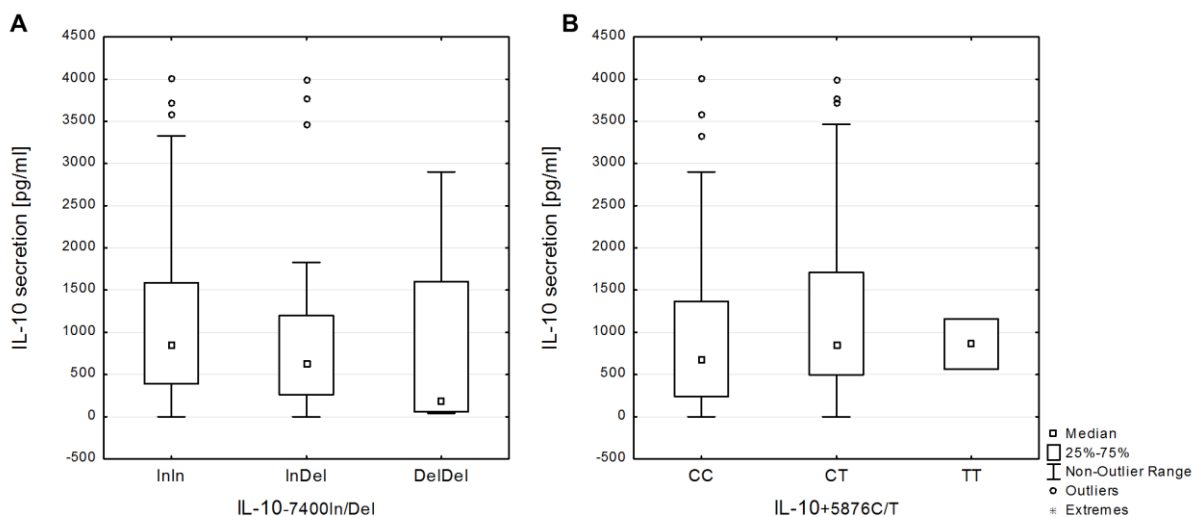 A
4500
4000
3500
3000
2500
2000
1500
1000
500
0
-500
IL-10 secretion [pg/ml]
InIn InDel DelDel
IL-10-7400In/Del
B
4500
4000
3500
3000
2500
2000
1500
1000
500
0
-500
IL-10 secretion [pg/ml]
CC CT TT
IL-10+5876C/T
Median
25%-75%
Non-Outlier Range
Outliers
Extremes